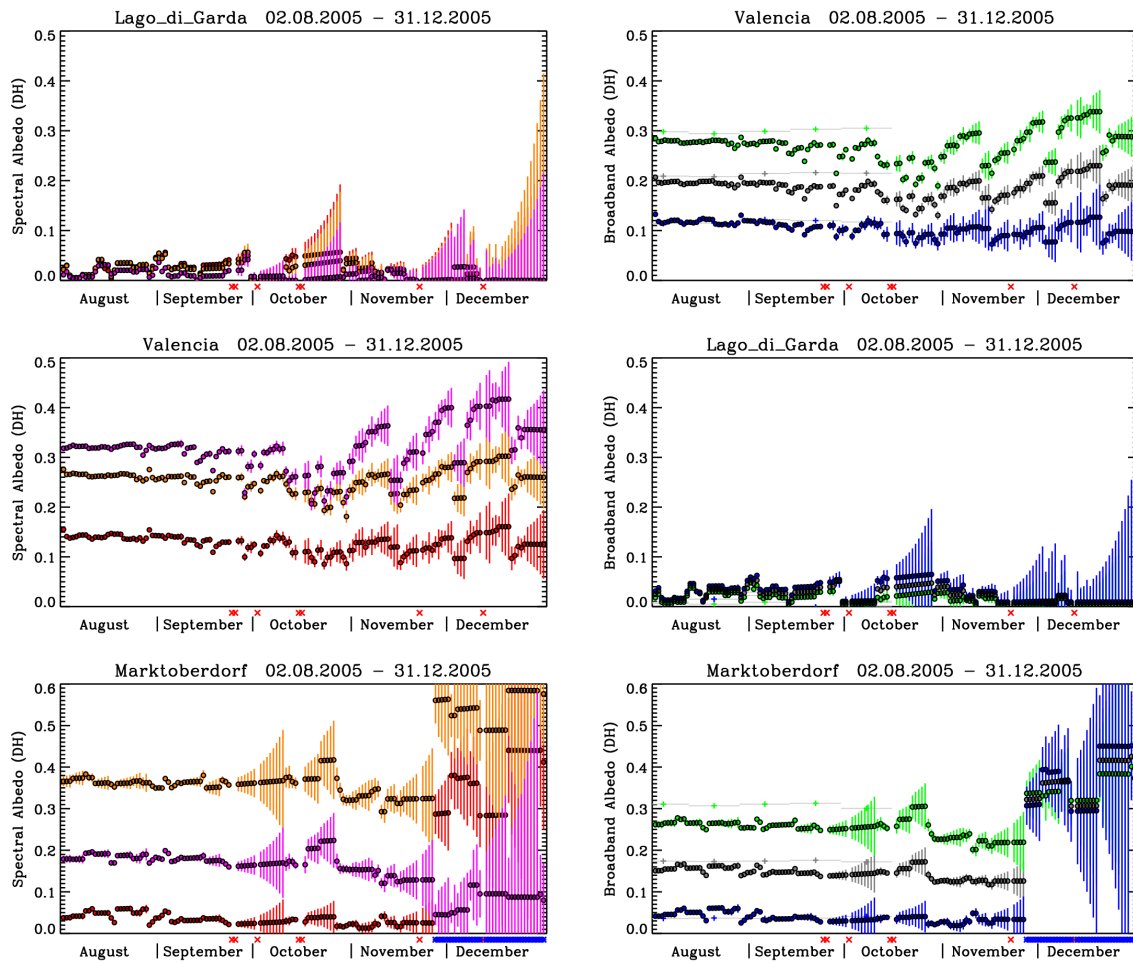 Lago_di_Garda 02.08.2005 – 31.12.2005
Spectral Albedo (DH)
0.5
0.4
0.3
0.2
0.1
0.0
August | September | October | November | December
Valencia 02.08.2005 – 31.12.2005
Broadband Albedo (DH)
0.5
0.4
0.3
0.2
0.1
0.0
August | September | October | November | December
Valencia 02.08.2005 – 31.12.2005
Spectral Albedo (DH)
0.5
0.4
0.3
0.2
0.1
0.0
August | September | October | November | December
Lago_di_Garda 02.08.2005 – 31.12.2005
Broadband Albedo (DH)
0.5
0.4
0.3
0.2
0.1
0.0
August | September | October | November | December
Marktoberdorf 02.08.2005 – 31.12.2005
Spectral Albedo (DH)
0.6
0.5
0.4
0.3
0.2
0.1
0.0
August | September | October | November | December
Marktoberdorf 02.08.2005 – 31.12.2005
Broadband Albedo (DH)
0.6
0.5
0.4
0.3
0.2
0.1
0.0
August | September | October | November | December